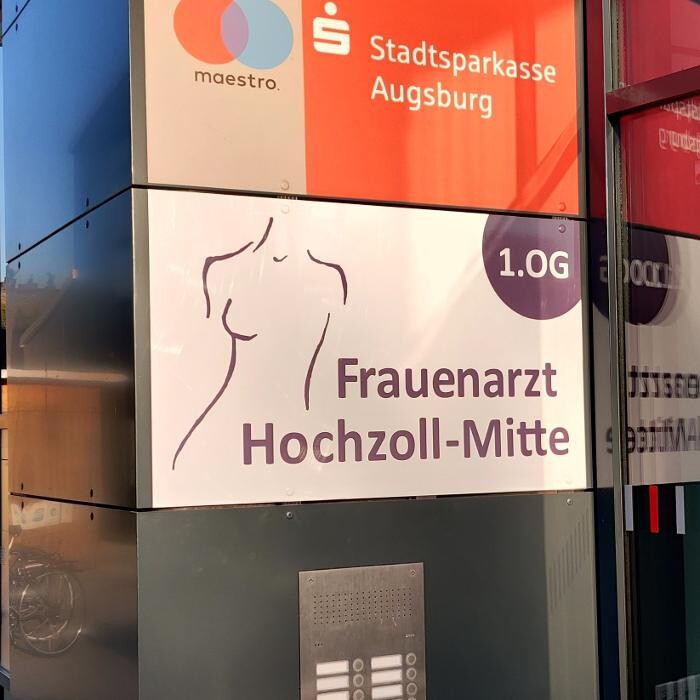 maestro.
Stadtsparkasse
Augsburg
1.OG
Frauenarzt
Hochzoll-Mitte